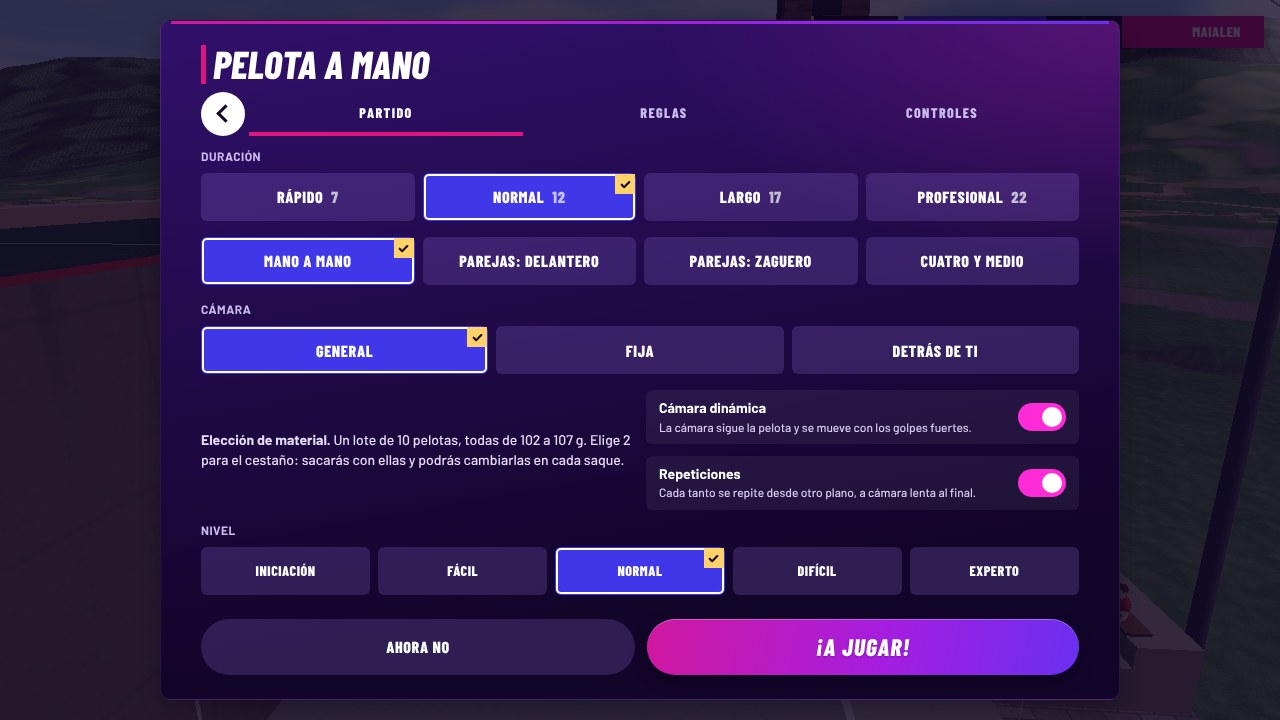 MAIALEN
PELOTA A MANO
PARTIDO
REGLAS
CONTROLES
DURACIÓN
RÁPIDO 7
NORMAL 12
LARGO 17
PROFESIONAL 22
MANO A MANO
PAREJAS: DELANTERO
PAREJAS: ZAGUERO
CUATRO Y MEDIO
CÁMARA
GENERAL
FIJA
DETRÁS DE TI
Elección de material. Un lote de 10 pelotas, todas de 102 a 107 g. Elige 2
para el cestaño: sacarás con ellas y podrás cambiarlas en cada saque.
Cámara dinámica
La cámara sigue la pelota y se mueve con los golpes fuertes.
Repeticiones
Cada tanto se repite desde otro plano, a cámara lenta al final.
NIVEL
INICIACIÓN
FÁCIL
NORMAL
DIFÍCIL
EXPERTO
AHORA NO
¡A JUGAR!